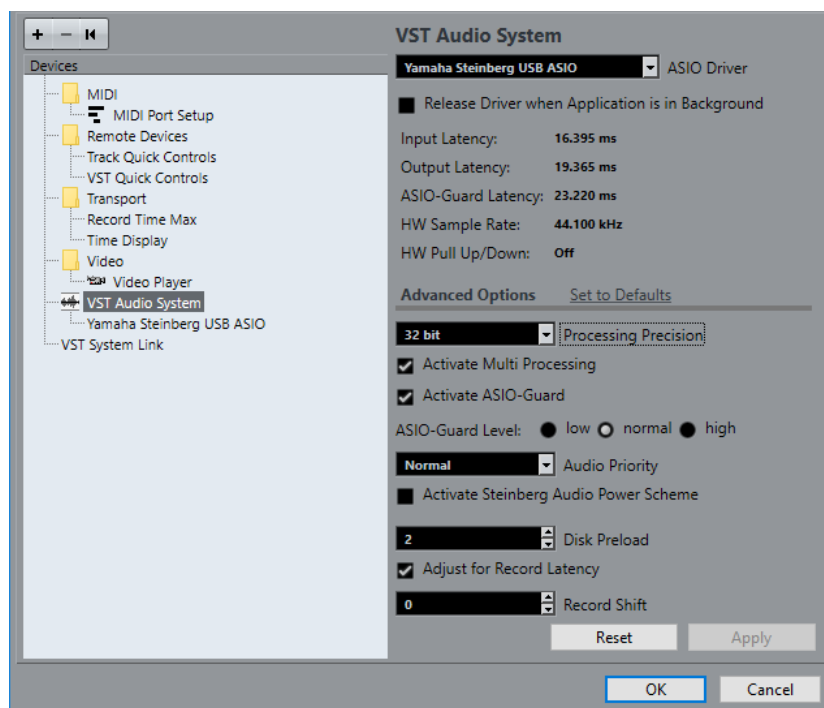 Devices
MIDI
MIDI Port Setup
Remote Devices
Track Quick Controls
VST Quick Controls
Transport
Record Time Max
Time Display
Video
Video Player
VST Audio System
Yamaha Steinberg USB ASIO
VST System Link
VST Audio System
Yamaha Steinberg USB ASIO ASIO Driver
Release Driver when Application is in Background
Input Latency: 16.395 ms
Output Latency: 19.365 ms
ASIO-Guard Latency: 23.220 ms
HW Sample Rate: 44.100 kHz
HW Pull Up/Down: Off
Advanced Options Set to Defaults
32 bit Processing Precision
Activate Multi Processing
Activate ASIO-Guard
ASIO-Guard Level: low normal high
Normal Audio Priority
Activate Steinberg Audio Power Scheme
2 Disk Preload
Adjust for Record Latency
0 Record Shift
Reset Apply
OK Cancel